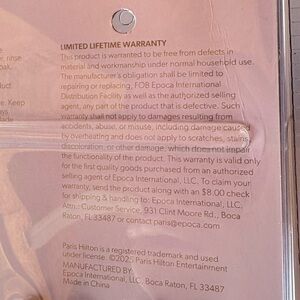 rinse
oak.
e.
Keep
ys.
LIMITED LIFETIME WARRANTY
This product is warranted to be free from defects in
material and workmanship under normal household use.
The manufacturer's obligation shall be limited to
repairing or replacing, FOB Epoca International
Distribution Facility as well as the authorized selling
agent, any part of the product that is defective. Such
warranty shall not apply to damages resulting from
accidents, abuse, or misuse, including damage caused
by overheating and does not apply to scratches, stains,
discoloration, or other damage, which does not impair
the functionality of the product. This warranty is valid only
for the first quality goods purchased from an authorized
selling agent of Epoca International, LLC. To claim your
warranty, send the product along with an $8.00 check
for shipping & handling to: Epoca International, LLC,
Attn.: Customer Service, 931 Clint Moore Rd., Boca
Raton, FL 33487 or contact paris@epoca.com
Paris Hilton is a registered trademark and used
under license. ©2025 Paris Hilton Entertainment
MANUFACTURED BY:
Epoca International, LLC, Boca Raton, FL 33487
Made in China